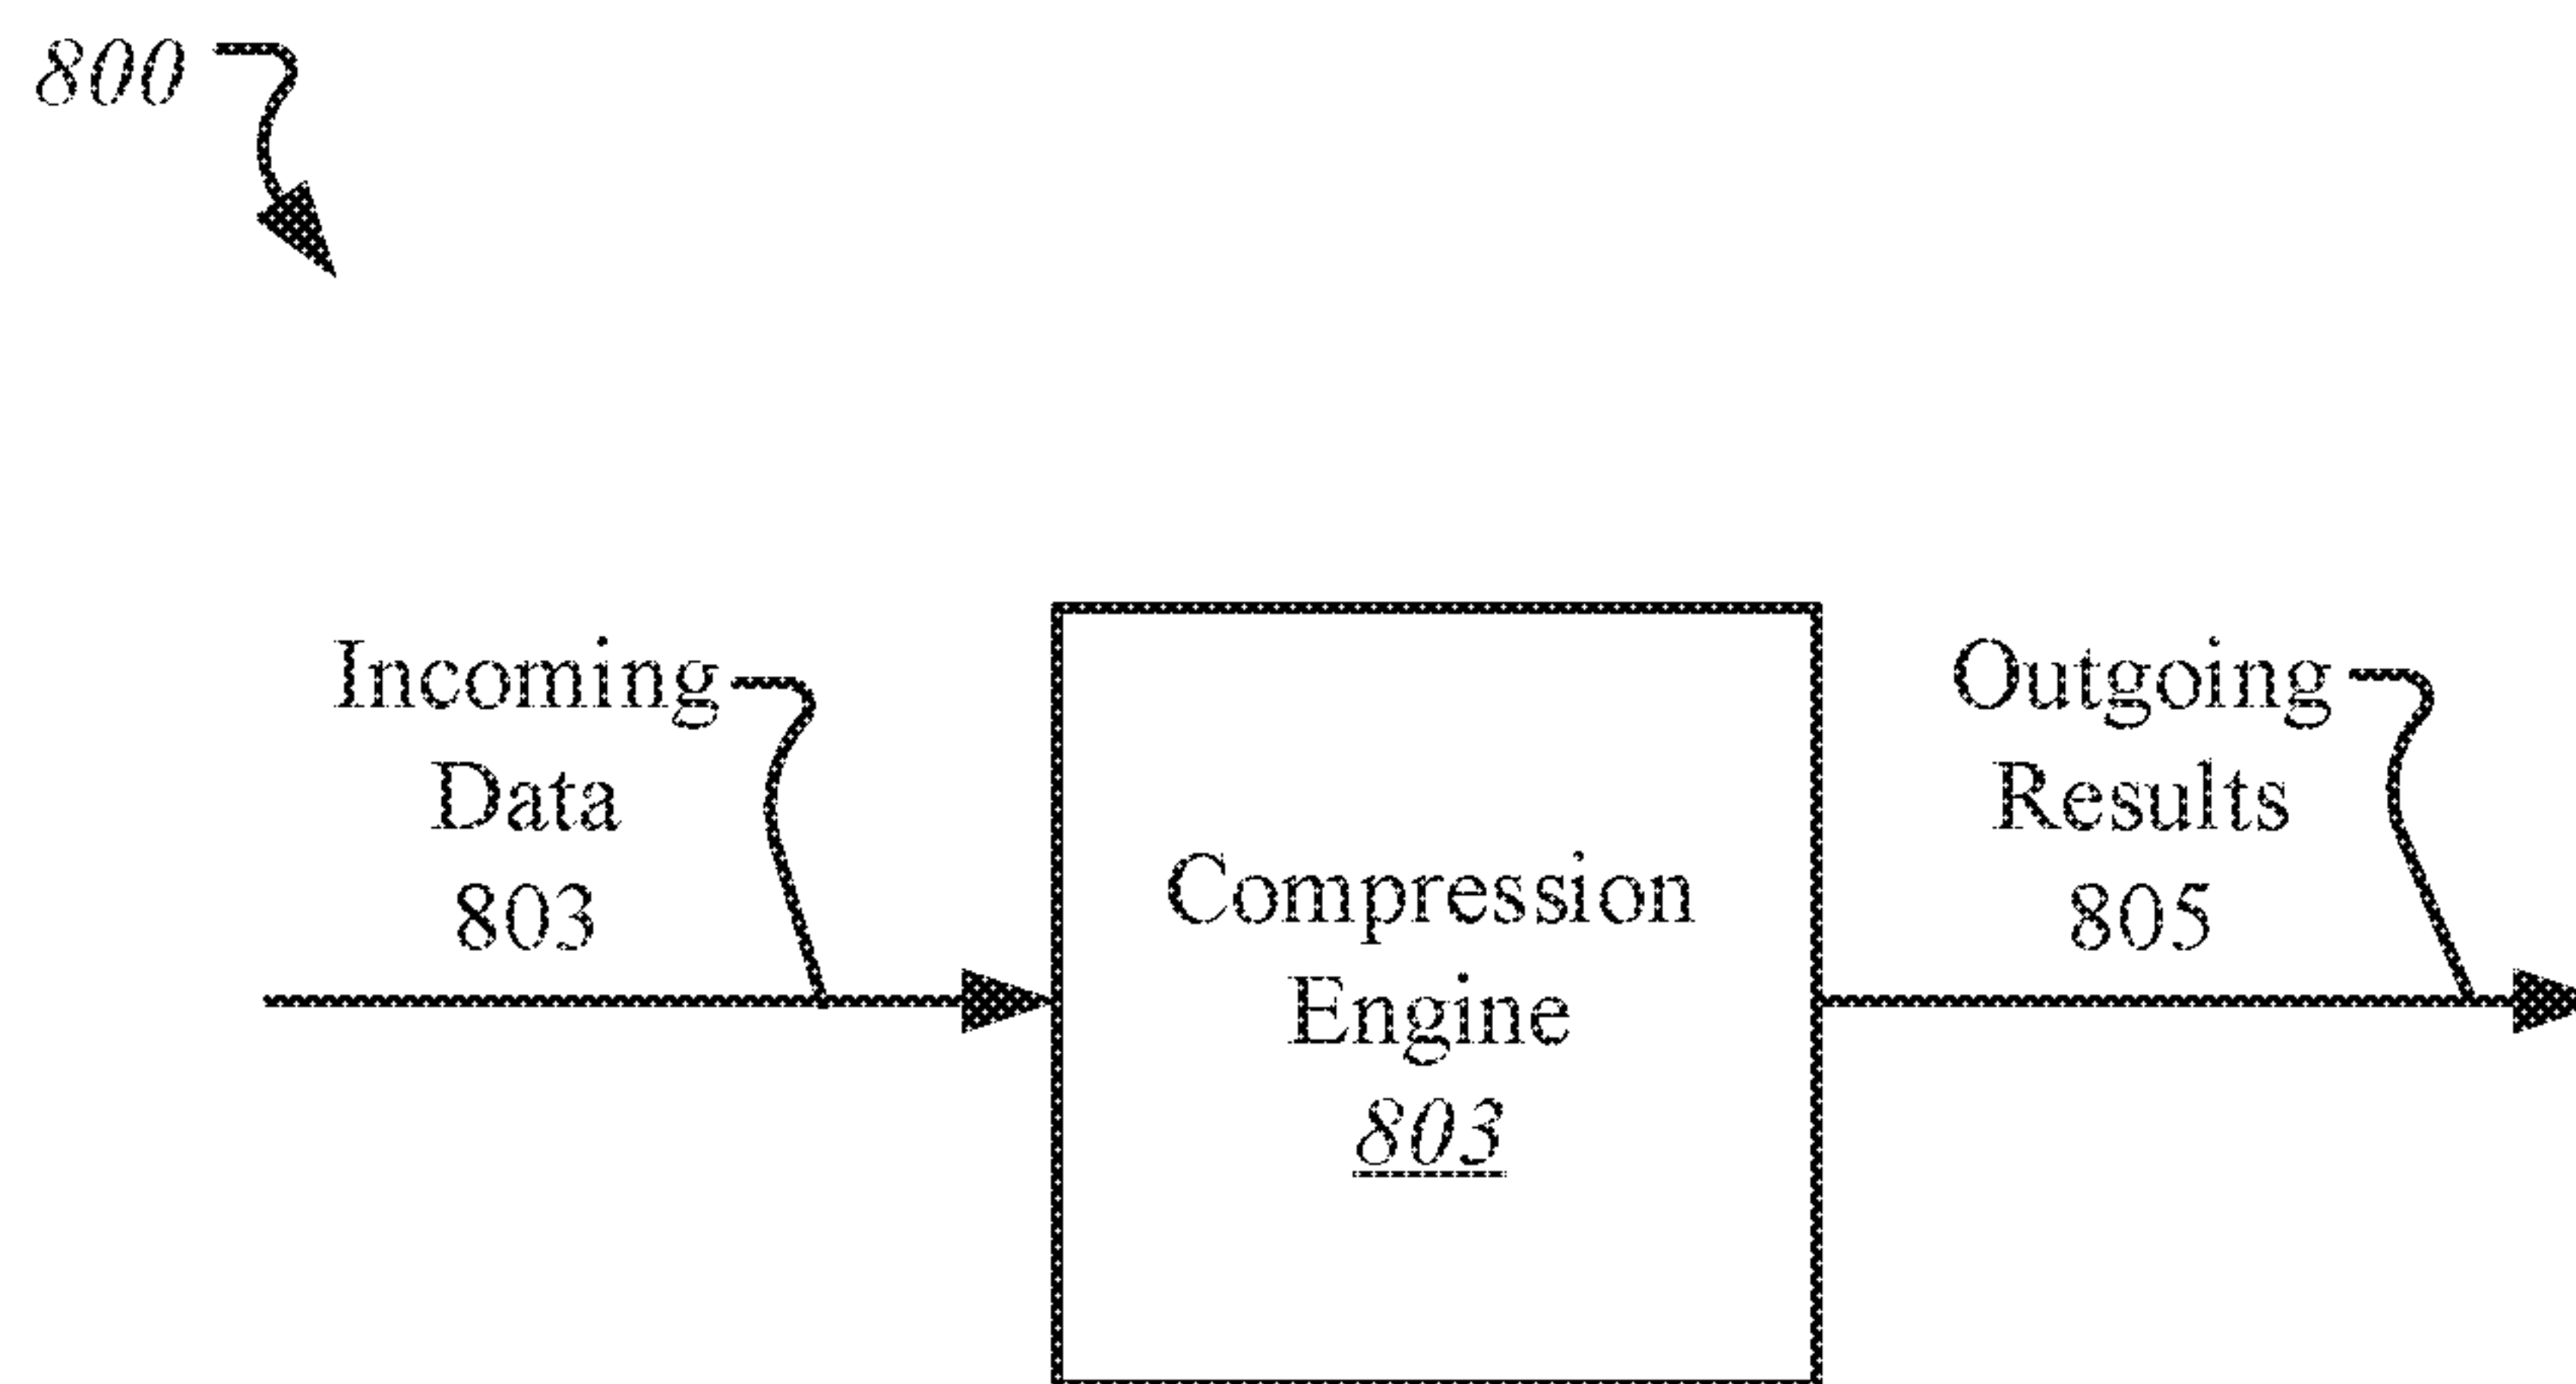 800
Incoming
Data
803
Compression
Engine
803
Outgoing
Results
805